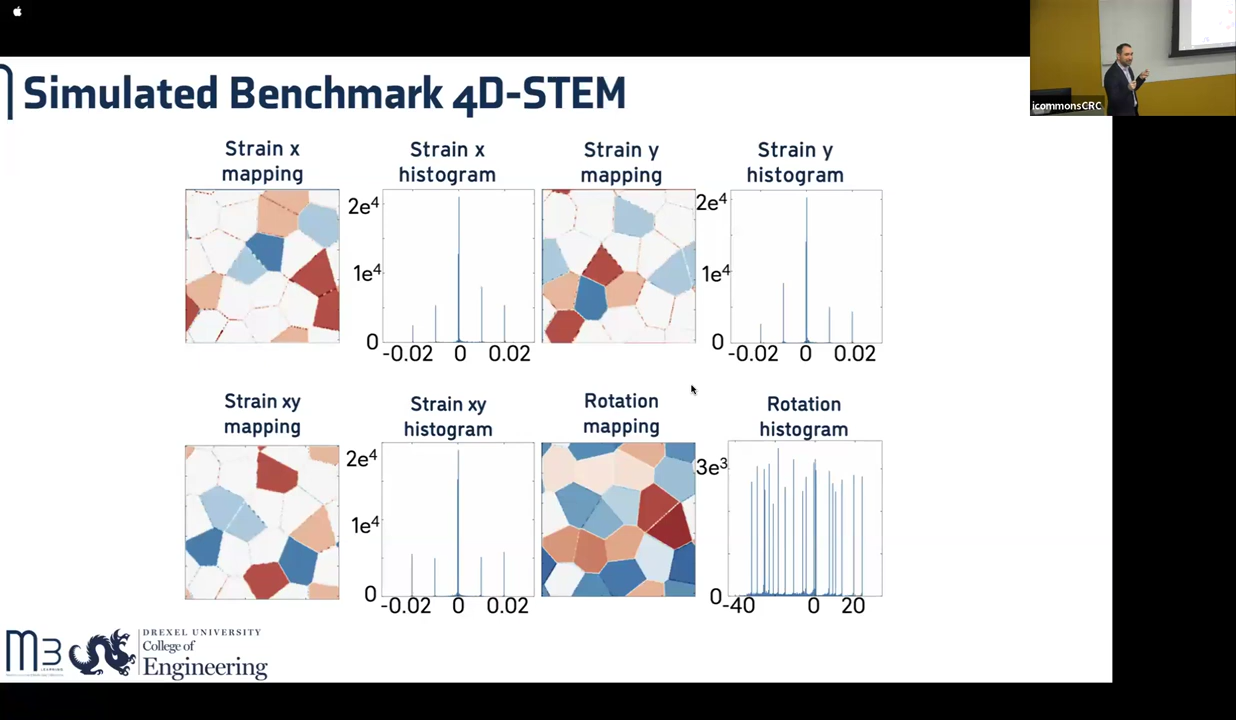 icommonsCRC
Simulated Benchmark 4D-STEM
Strain x
mapping
Strain x
histogram
2e⁴
1e⁴
0
-0.02 0 0.02
Strain y
mapping
Strain y
histogram
2e⁴
1e⁴
0
-0.02 0 0.02
Strain xy
mapping
Strain xy
histogram
2e⁴
1e⁴
0
-0.02 0 0.02
Rotation
mapping
Rotation
histogram
3e³
0
-40 0 20
M3
LEARNING
DREXEL UNIVERSITY
College of
Engineering